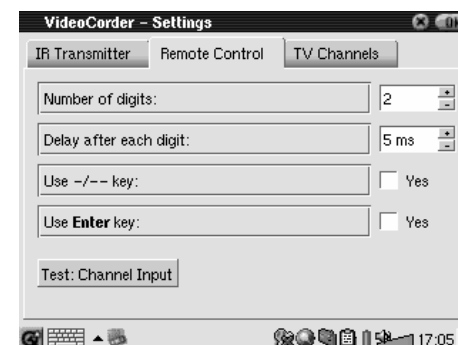 VideoCorder – Settings
IR Transmitter Remote Control TV Channels
Number of digits: 2
Delay after each digit: 5 ms
Use -/-- key: Yes
Use Enter key: Yes
Test: Channel Input
17:05